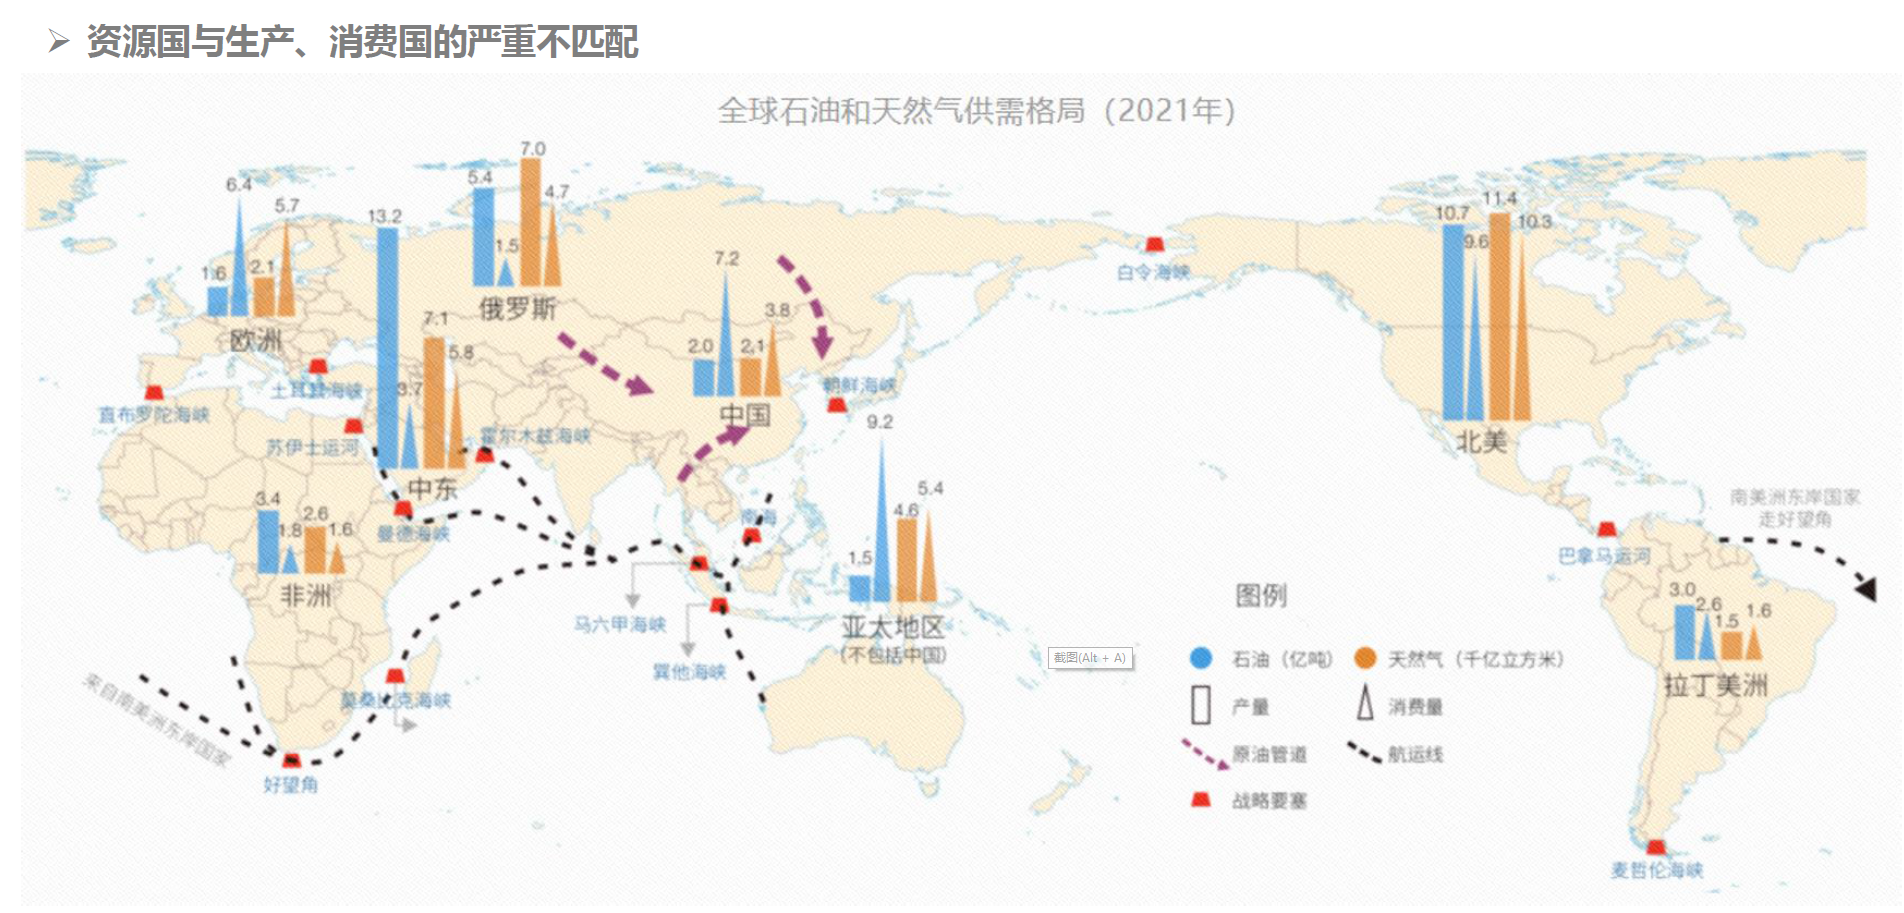 资源国与生产、消费国的严重不匹配
全球石油和天然气供需格局（2021年）
6.4
5.7
1.6
2.1
欧洲
5.4
7.0
1.5
4.7
俄罗斯
13.2
7.1
3.7
5.8
中东
7.2
3.8
2.0
2.1
中国
10.7
11.4
9.6
10.3
北美
白令海峡
朝鲜海峡
土耳其海峡
直布罗陀海峡
苏伊士运河
霍尔木兹海峡
曼德海峡
3.4
2.6
1.8
1.6
非洲
南海
9.2
5.4
4.6
1.5
亚太地区
（不包括中国）
马六甲海峡
巽他海峡
莫桑比克海峡
来自南美洲东岸国家
好望角
南美洲东岸国家
走好望角
巴拿马运河
3.0
2.6
1.5
1.6
拉丁美洲
麦哲伦海峡
截图(Alt + A)
图例
石油（亿吨）
天然气（千亿立方米）
产量
消费量
原油管道
航运线
战略要塞